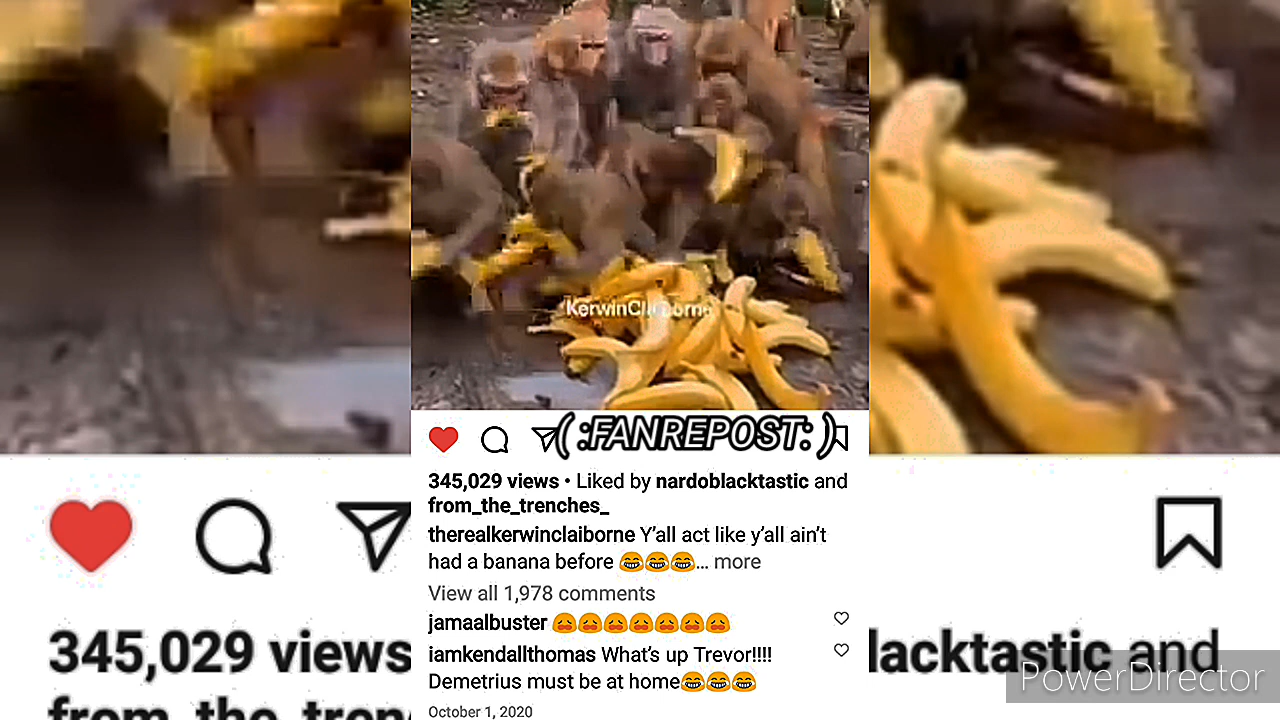 KerwinClaiborne
( :FANREPOST: )
345,029 views • Liked by nardoblacktastic and
from_the_trenches_
therealkerwinclaiborne Y'all act like y'all ain't
had a banana before 😂😂😂... more
View all 1,978 comments
jamaalbuster 😩😩😩😩😩😩😩
iamkendallthomas What's up Trevor!!!!
Demetrius must be at home😂😂😂
October 1, 2020
345,029 views
lacktastic and
PowerDirector